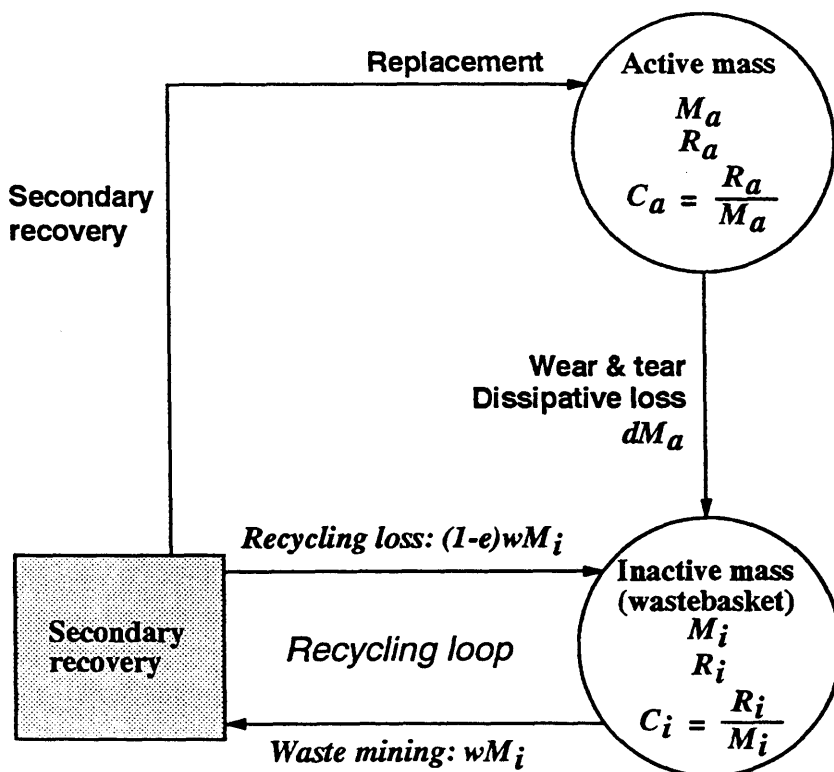 Replacement
Active mass
M_a
R_a
C_a = R_a / M_a
Secondary
recovery
Wear & tear
Dissipative loss
dM_a
Recycling loss: (1-e)wM_i
Inactive mass
(wastebasket)
M_i
R_i
C_i = R_i / M_i
Secondary
recovery
Recycling loop
Waste mining: wM_i